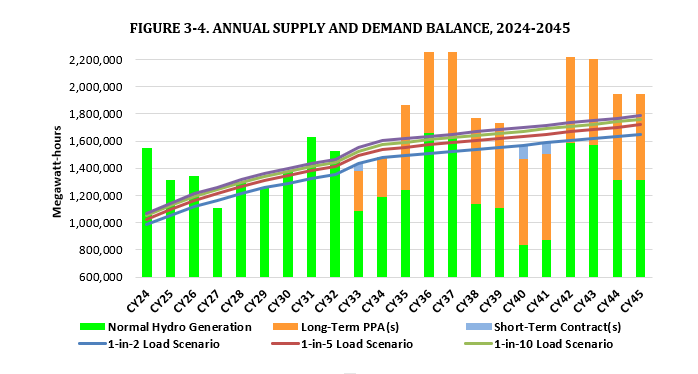 FIGURE 3-4. ANNUAL SUPPLY AND DEMAND BALANCE, 2024-2045
Megawatt-hours
2,200,000
2,000,000
1,800,000
1,600,000
1,400,000
1,200,000
1,000,000
800,000
600,000
CY24 CY25 CY26 CY27 CY28 CY29 CY30 CY31 CY32 CY33 CY34 CY35 CY36 CY37 CY38 CY39 CY40 CY41 CY42 CY43 CY44 CY45
Normal Hydro Generation Long-Term PPA(s) Short-Term Contract(s)
1-in-2 Load Scenario 1-in-5 Load Scenario 1-in-10 Load Scenario